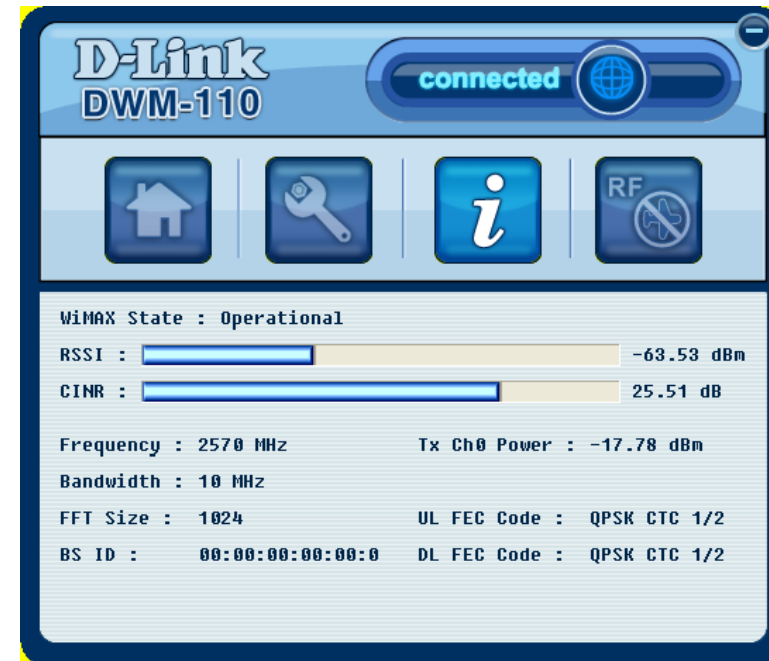 D-Link
DWM-110
connected
RF
WiMAX State : Operational
RSSI : -63.53 dBm
CINR : 25.51 dB
Frequency : 2570 MHz Tx Ch0 Power : -17.78 dBm
Bandwidth : 10 MHz
FFT Size : 1024 UL FEC Code : QPSK CTC 1/2
BS ID : 00:00:00:00:00:0 DL FEC Code : QPSK CTC 1/2